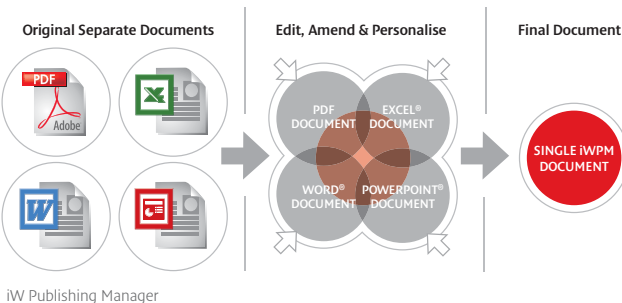 Original Separate Documents
Edit, Amend & Personalise
Final Document
PDF
Adobe
X
W
PDF
DOCUMENT
EXCEL®
DOCUMENT
WORD®
DOCUMENT
POWERPOINT®
DOCUMENT
SINGLE iWPM
DOCUMENT
iW Publishing Manager